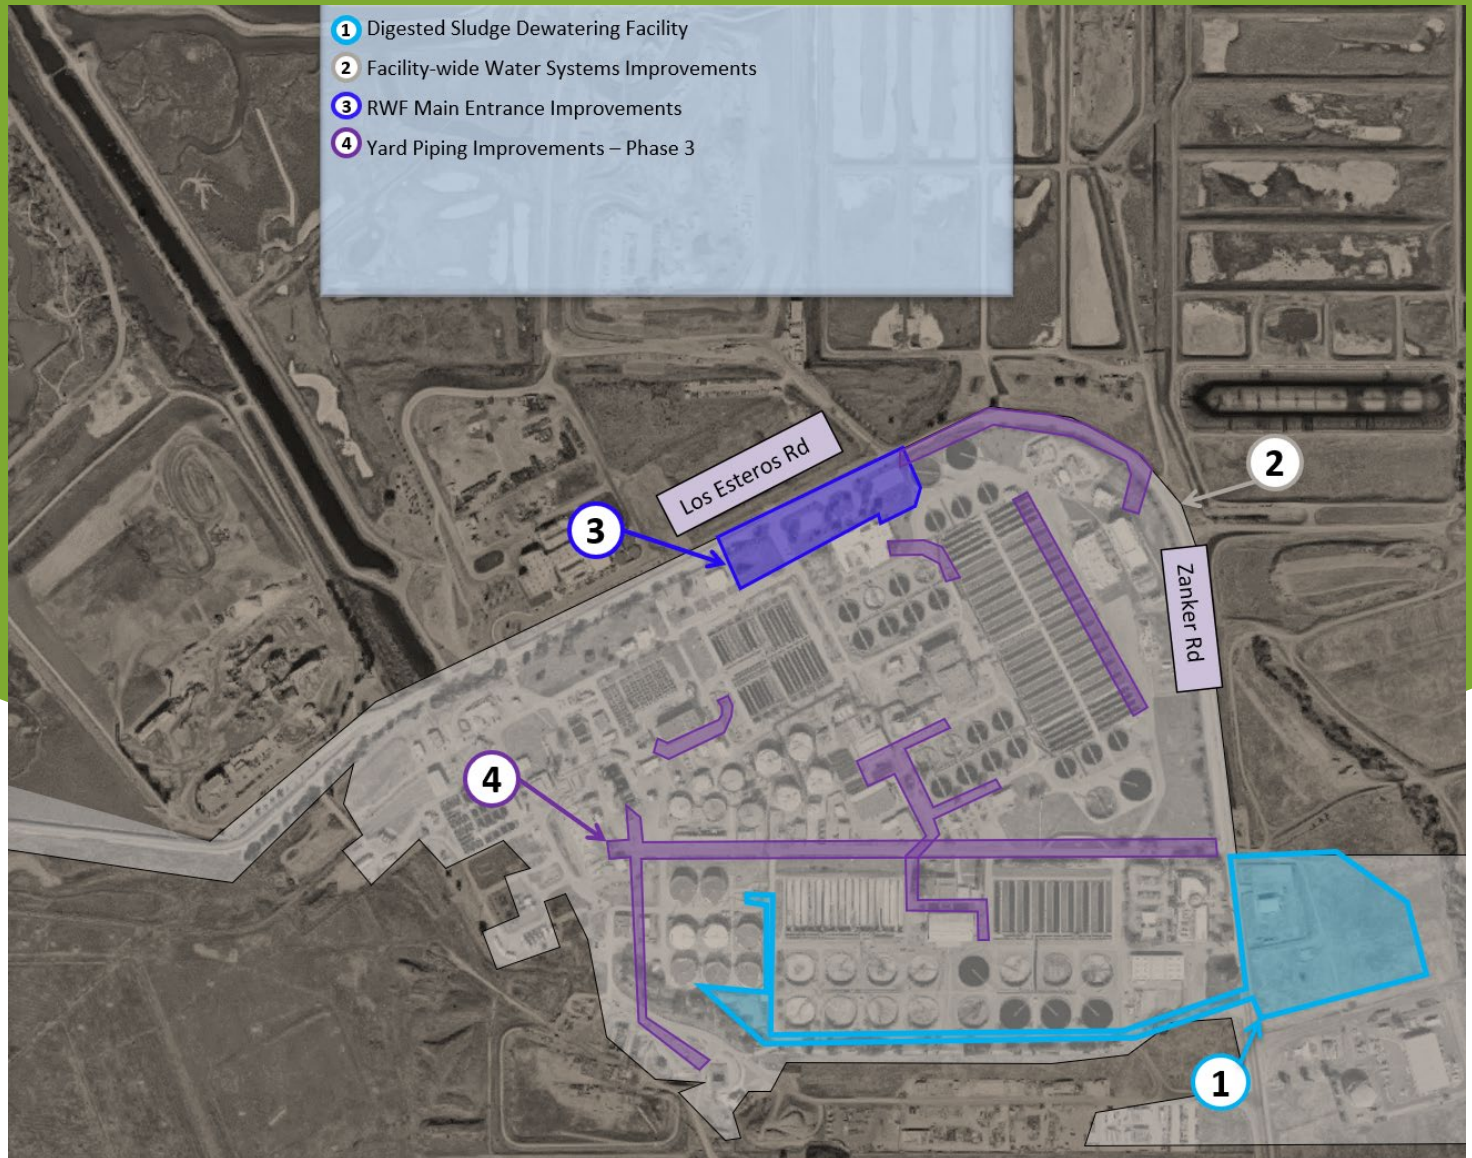 1 Digested Sludge Dewatering Facility
2 Facility-wide Water Systems Improvements
3 RWF Main Entrance Improvements
4 Yard Piping Improvements – Phase 3
Los Esteros Rd
2
3
Zanker Rd
4
1